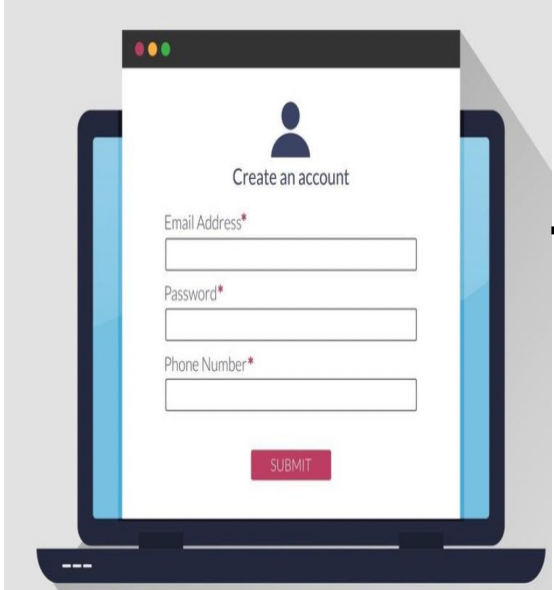 Create an account
Email Address*
Password*
Phone Number*
SUBMIT